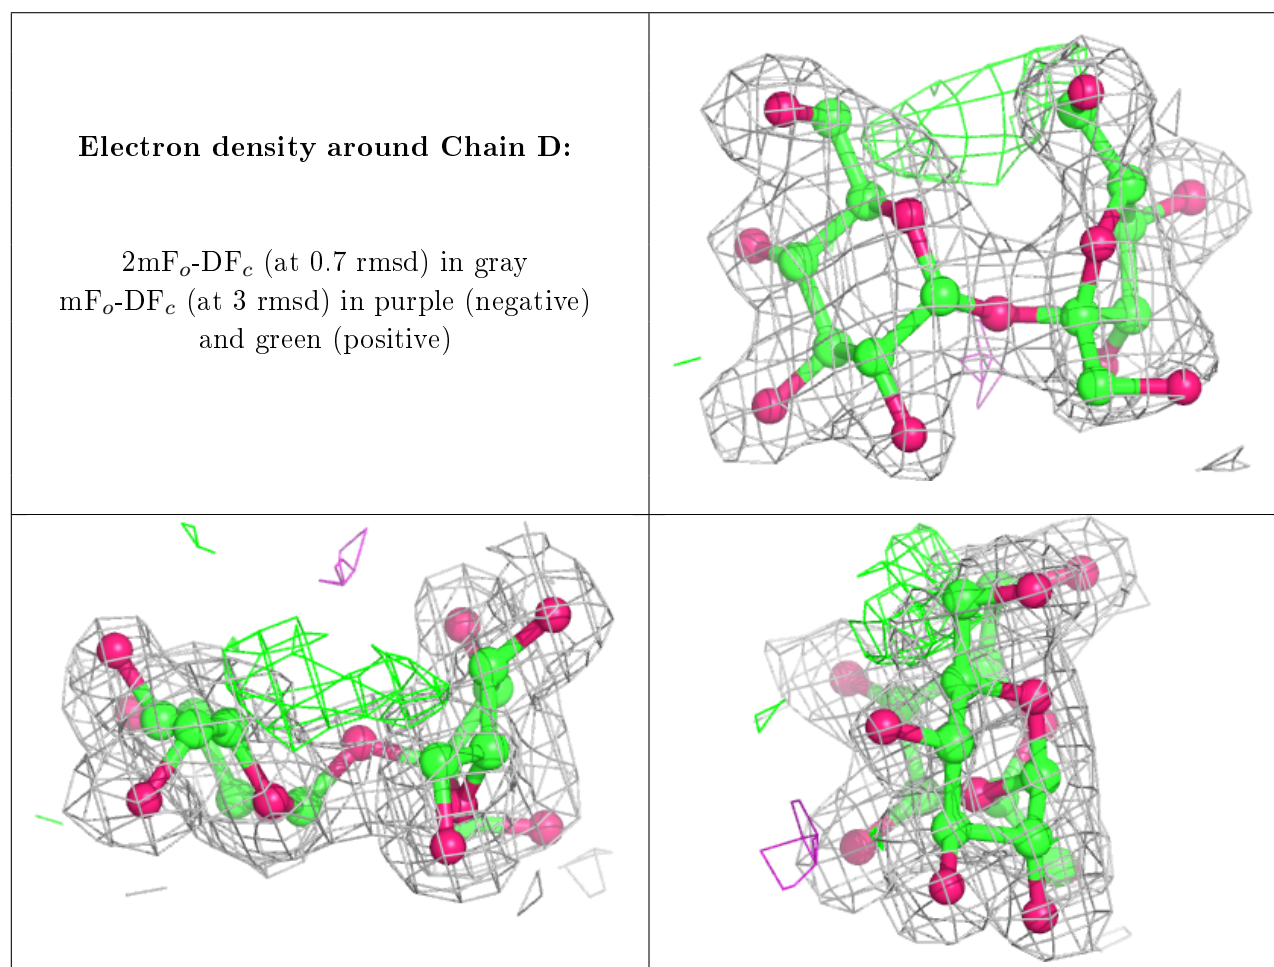 Electron density around Chain D:
2mFo-DFc (at 0.7 rmsd) in gray
mFo-DFc (at 3 rmsd) in purple (negative)
and green (positive)